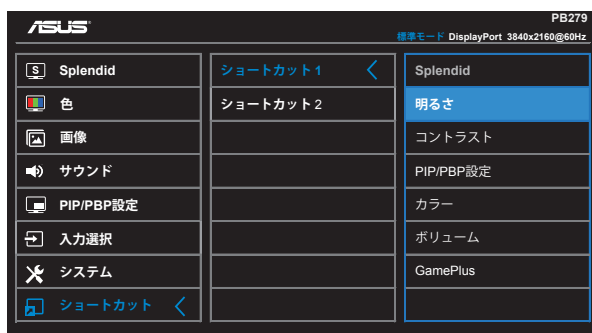 ASUS
PB279
標準モード DisplayPort 3840x2160@60Hz
S Splendid
色
画像
サウンド
PIP/PBP設定
入力選択
システム
ショートカット
ショートカット1
ショートカット2
Splendid
明るさ
コントラスト
PIP/PBP設定
カラー
ボリューム
GamePlus